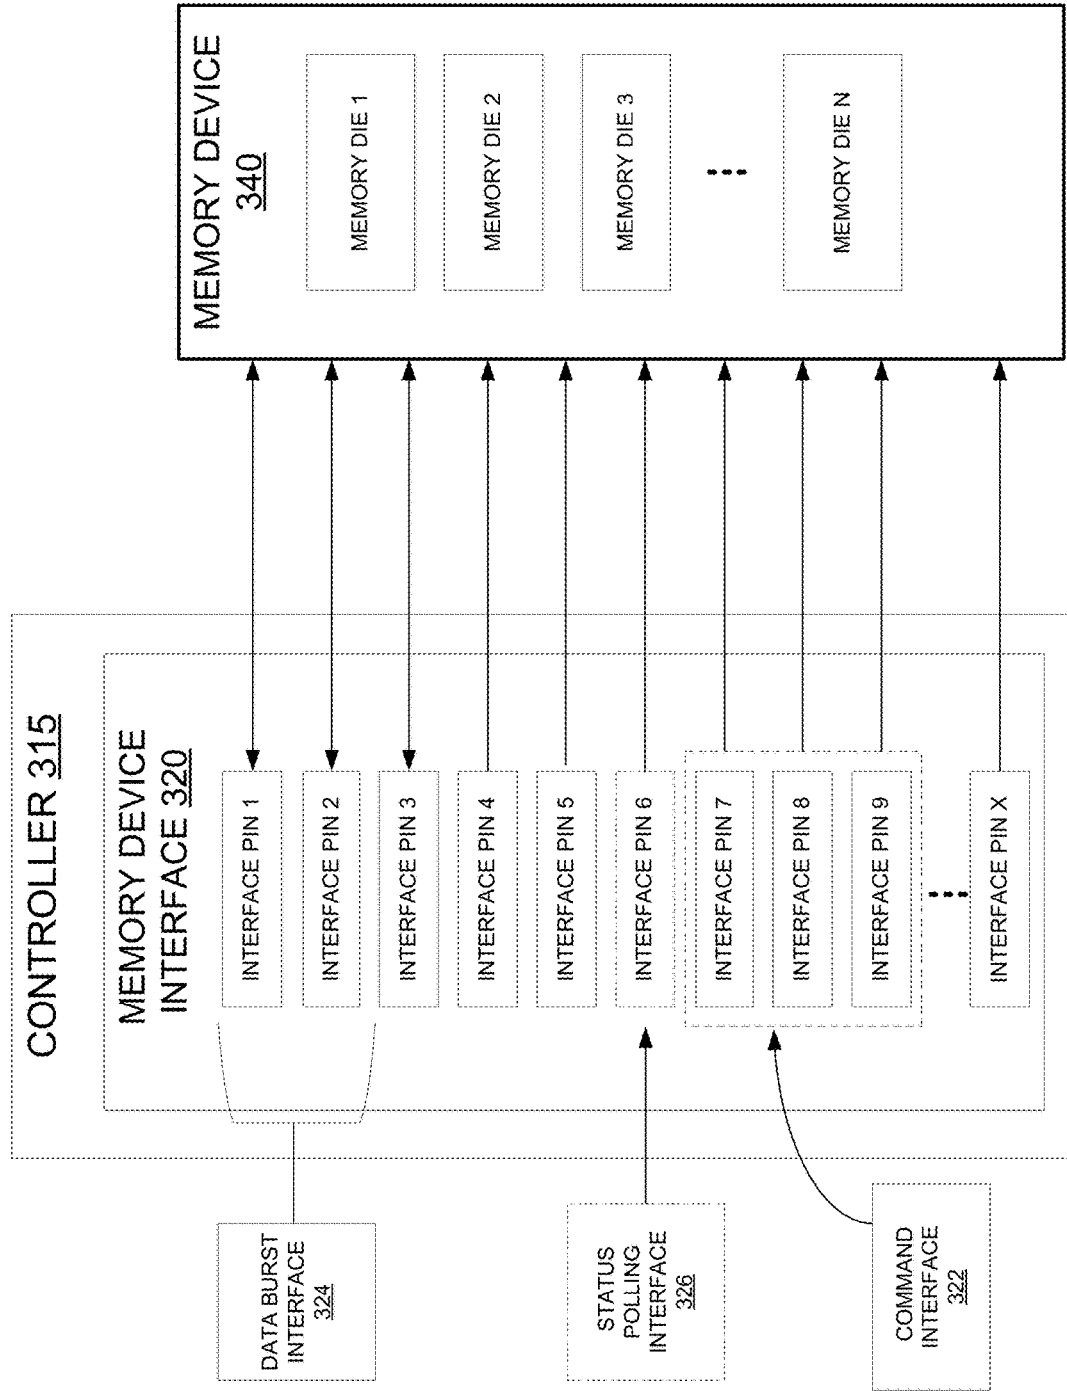 CONTROLLER 315
MEMORY DEVICE
INTERFACE 320
INTERFACE PIN 1
INTERFACE PIN 2
INTERFACE PIN 3
INTERFACE PIN 4
INTERFACE PIN 5
INTERFACE PIN 6
INTERFACE PIN 7
INTERFACE PIN 8
INTERFACE PIN 9
INTERFACE PIN X
DATA BURST
INTERFACE
324
STATUS
POLLING
INTERFACE
326
COMMAND
INTERFACE
322
MEMORY DEVICE
340
MEMORY DIE 1
MEMORY DIE 2
MEMORY DIE 3
MEMORY DIE N